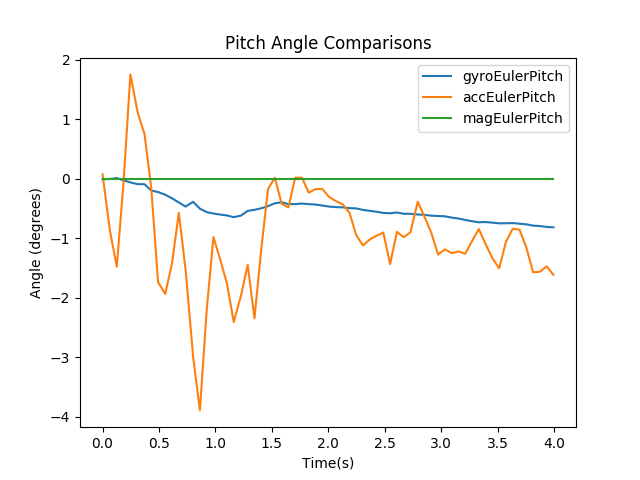 Pitch Angle Comparisons
gyroEulerPitch
accEulerPitch
magEulerPitch
Angle (degrees)
2
1
0
−1
−2
−3
−4
0.0 0.5 1.0 1.5 2.0 2.5 3.0 3.5 4.0
Time(s)